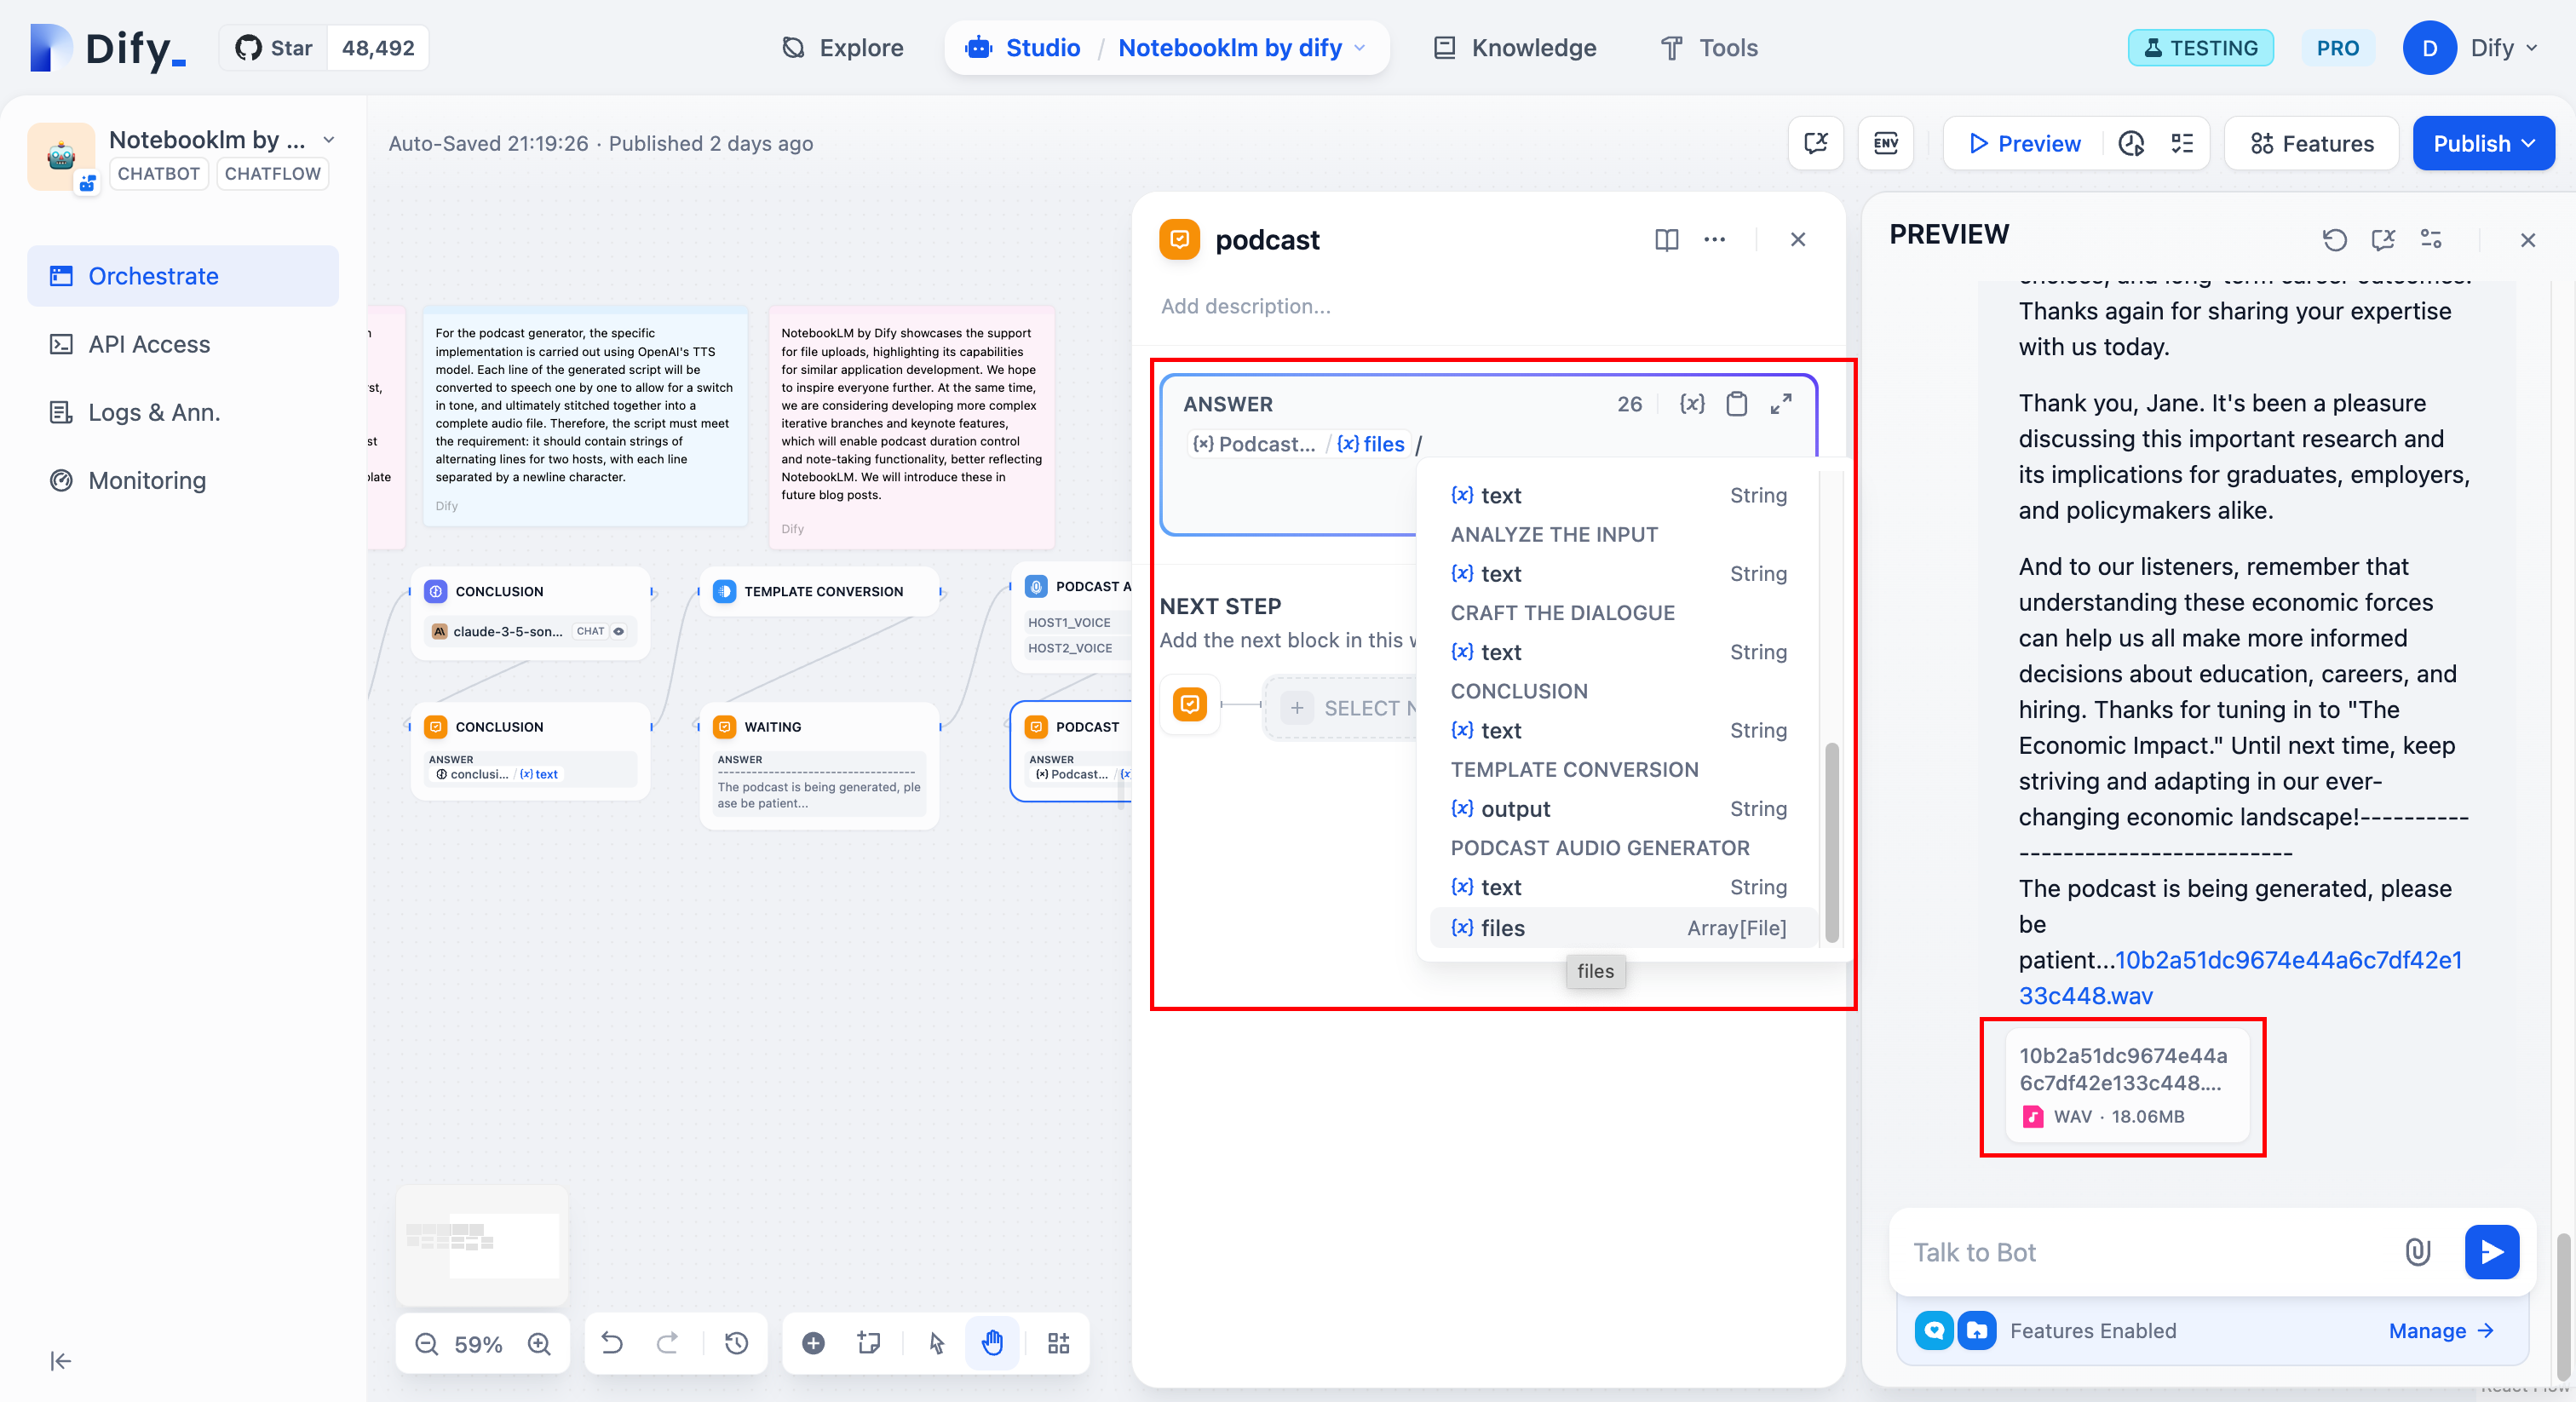 Dify_
Star 48,492
Explore
Studio / Notebooklm by dify
Knowledge
Tools
TESTING
PRO
D
Dify
Notebooklm by ...
CHATBOT
CHATFLOW
Orchestrate
API Access
Logs & Ann.
Monitoring
Auto-Saved 21:19:26 · Published 2 days ago
ENV
Preview
Features
Publish
st
For the podcast generator, the specific
implementation is carried out using OpenAI's TTS
model. Each line of the generated script will be
converted to speech one by one to allow for a switch
in tone, and ultimately stitched together into a
complete audio file. Therefore, the script must meet
the requirement: it should contain strings of
alternating lines for two hosts, with each line
separated by a newline character.
Dify
NotebookLM by Dify showcases the support
for file uploads, highlighting its capabilities
for similar application development. We hope
to inspire everyone further. At the same time,
we are considering developing more complex
iterative branches and keynote features,
which will enable podcast duration control
and note-taking functionality, better reflecting
NotebookLM. We will introduce these in
future blog posts.
Dify
CONCLUSION
claude-3-5-son... CHAT
TEMPLATE CONVERSION
PODCAST A
HOST1_VOICE
HOST2_VOICE
CONCLUSION
ANSWER
conclusi... / {x} text
WAITING
ANSWER
-----------------------------------
The podcast is being generated, ple
ase be patient...
PODCAST
ANSWER
{x} Podcast... / {x}
59%
podcast
Add description...
ANSWER
26 {x}
{x} Podcast... / {x} files /
{x} text String
ANALYZE THE INPUT
{x} text String
CRAFT THE DIALOGUE
{x} text String
CONCLUSION
{x} text String
TEMPLATE CONVERSION
{x} output String
PODCAST AUDIO GENERATOR
{x} text String
{x} files Array[File]
files
NEXT STEP
Add the next block in this
SELECT
PREVIEW
choices, and long-term career outcomes.
Thanks again for sharing your expertise
with us today.
Thank you, Jane. It's been a pleasure
discussing this important research and
its implications for graduates, employers,
and policymakers alike.
And to our listeners, remember that
understanding these economic forces
can help us all make more informed
decisions about education, careers, and
hiring. Thanks for tuning in to "The
Economic Impact." Until next time, keep
striving and adapting in our ever-
changing economic landscape!----------
-------------------------
The podcast is being generated, please
be
patient...10b2a51dc9674e44a6c7df42e1
33c448.wav
10b2a51dc9674e44a
6c7df42e133c448....
WAV · 18.06MB
Talk to Bot
Features Enabled
Manage →
React Flow